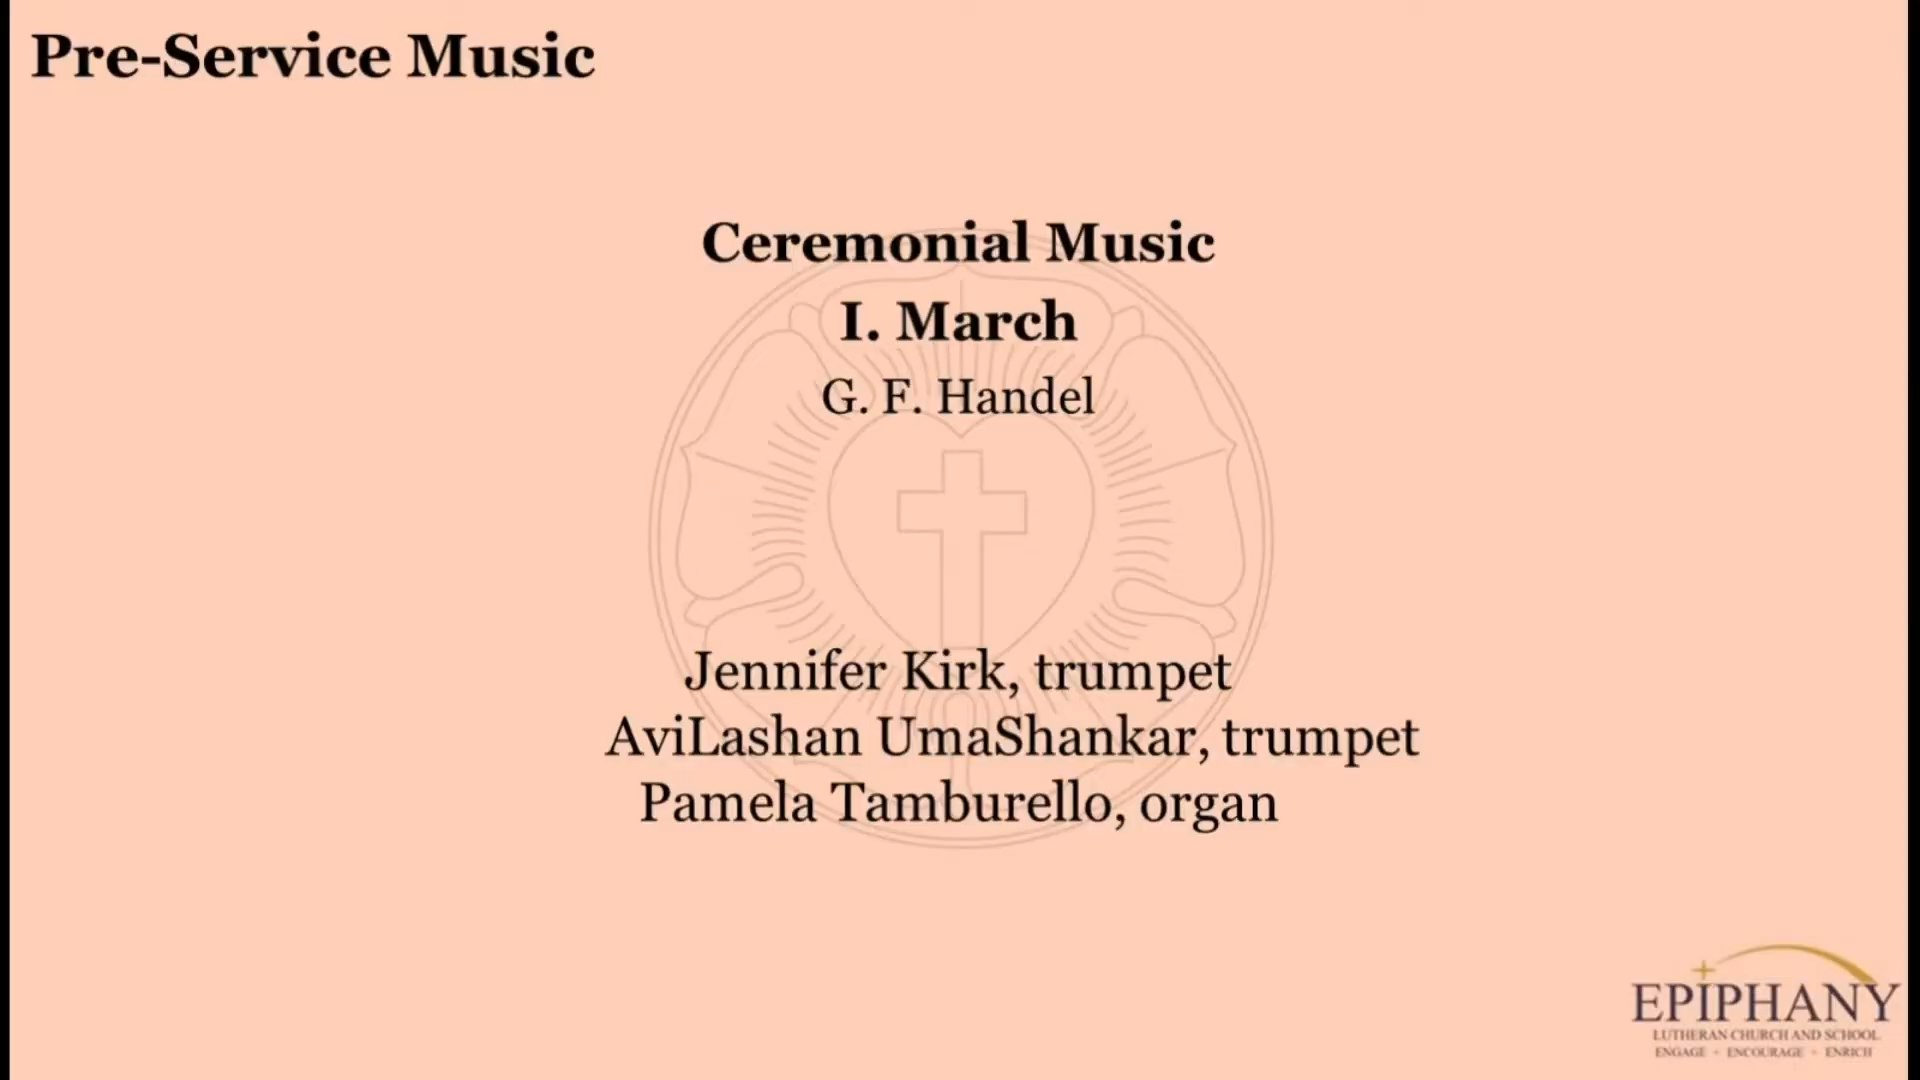 Pre-Service Music
Ceremonial Music
I. March
G. F. Handel
Jennifer Kirk, trumpet
AviLashan UmaShankar, trumpet
Pamela Tamburello, organ
EPIPHANY
LUTHERAN CHURCH AND SCHOOL
ENGAGE • ENCOURAGE • ENRICH